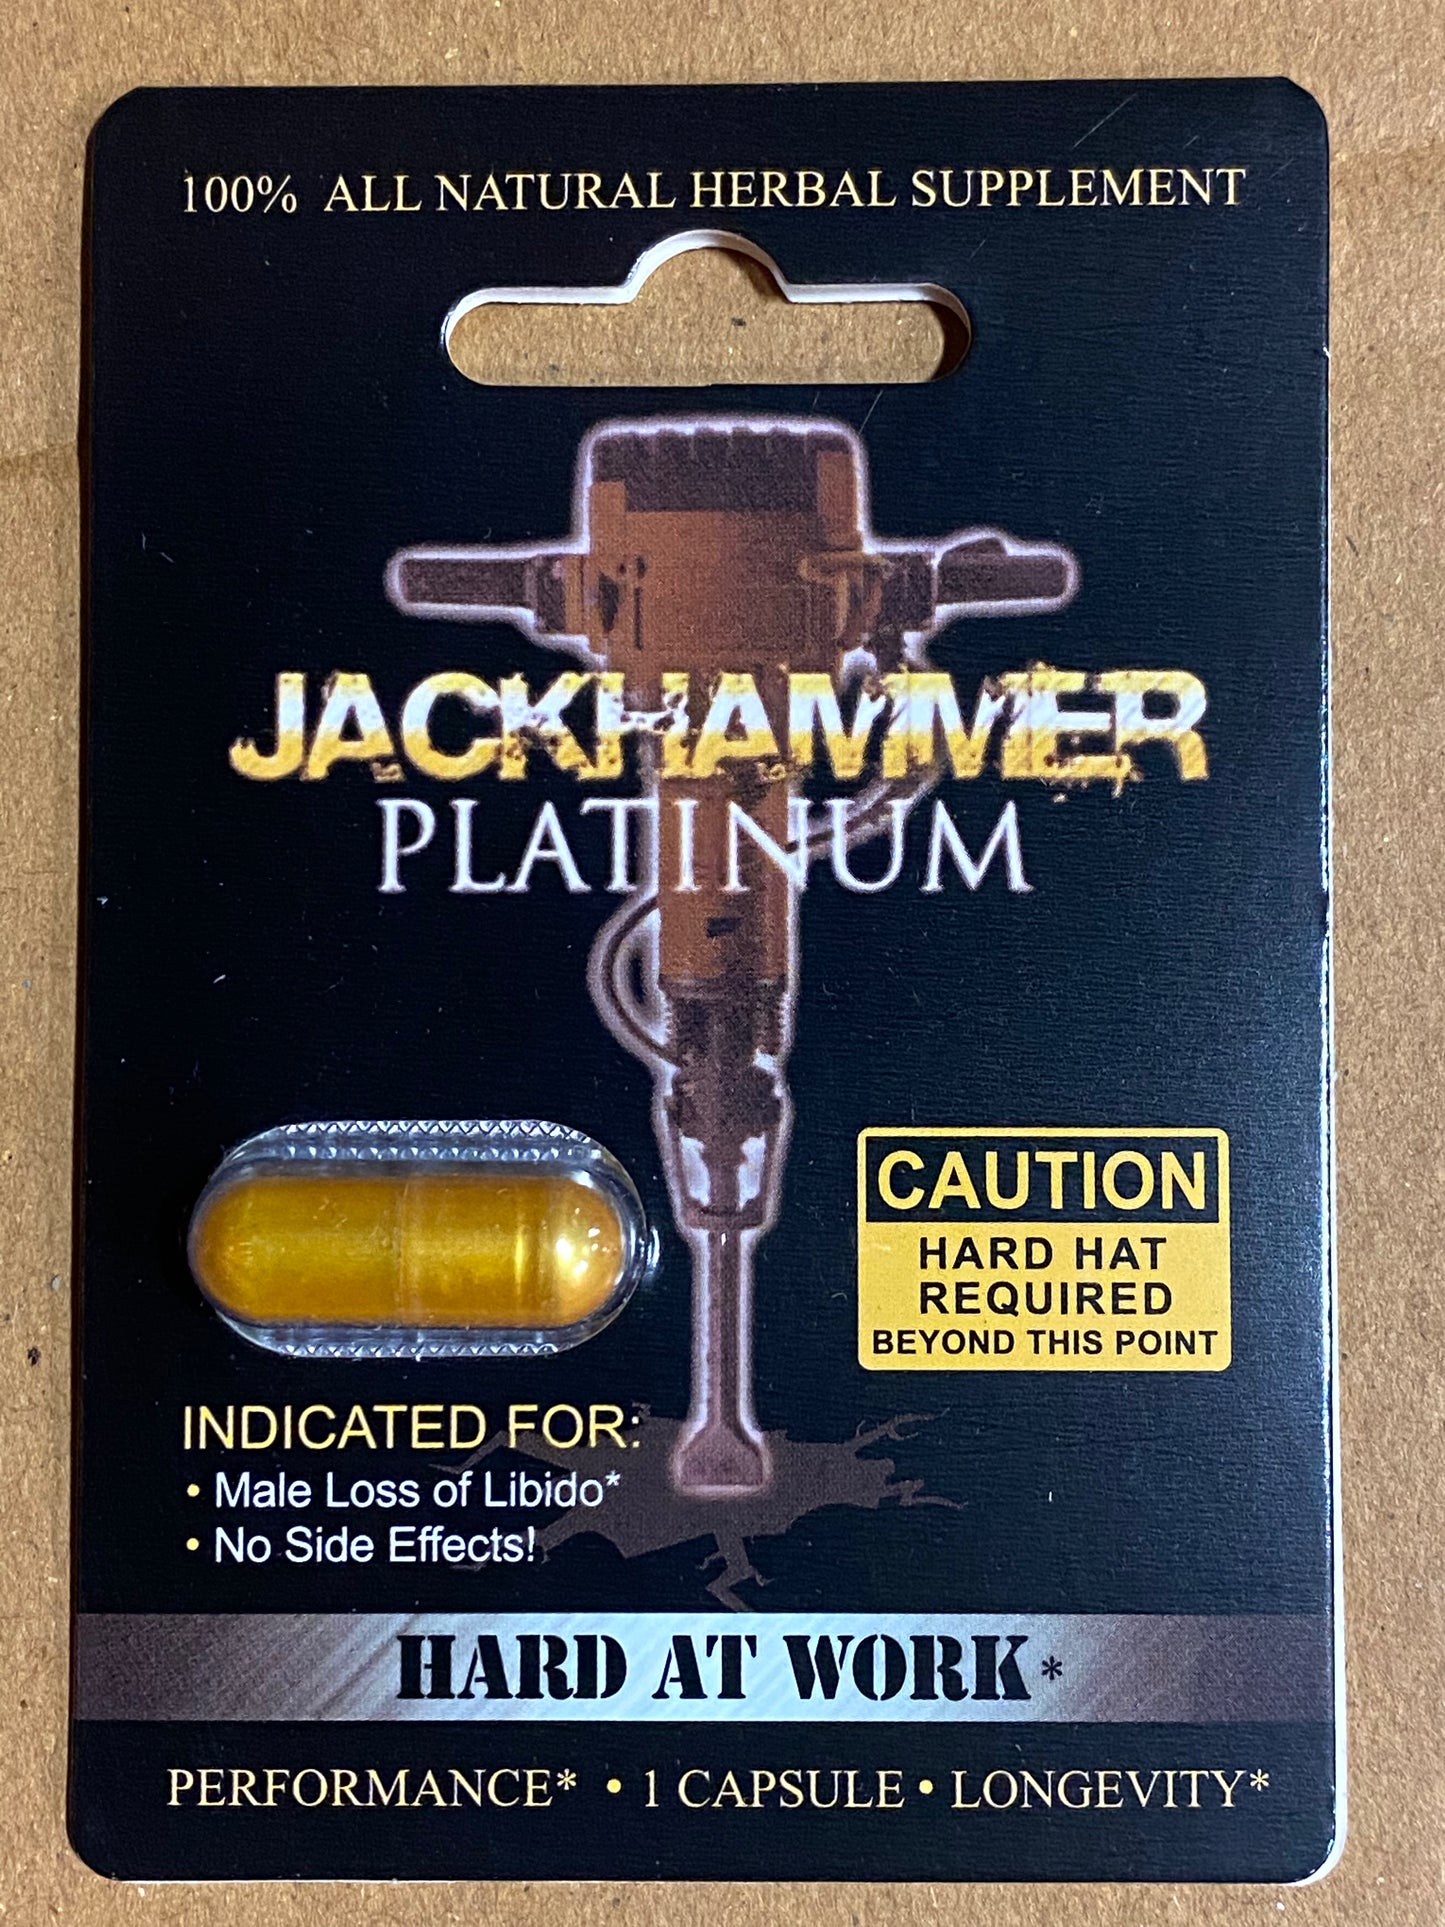 100% ALL NATURAL HERBAL SUPPLEMENT
JACKHAMMER
PLATINUM
CAUTION
HARD HAT
REQUIRED
BEYOND THIS POINT
INDICATED FOR:
• Male Loss of Libido*
• No Side Effects!
HARD AT WORK*
PERFORMANCE* • 1 CAPSULE • LONGEVITY*